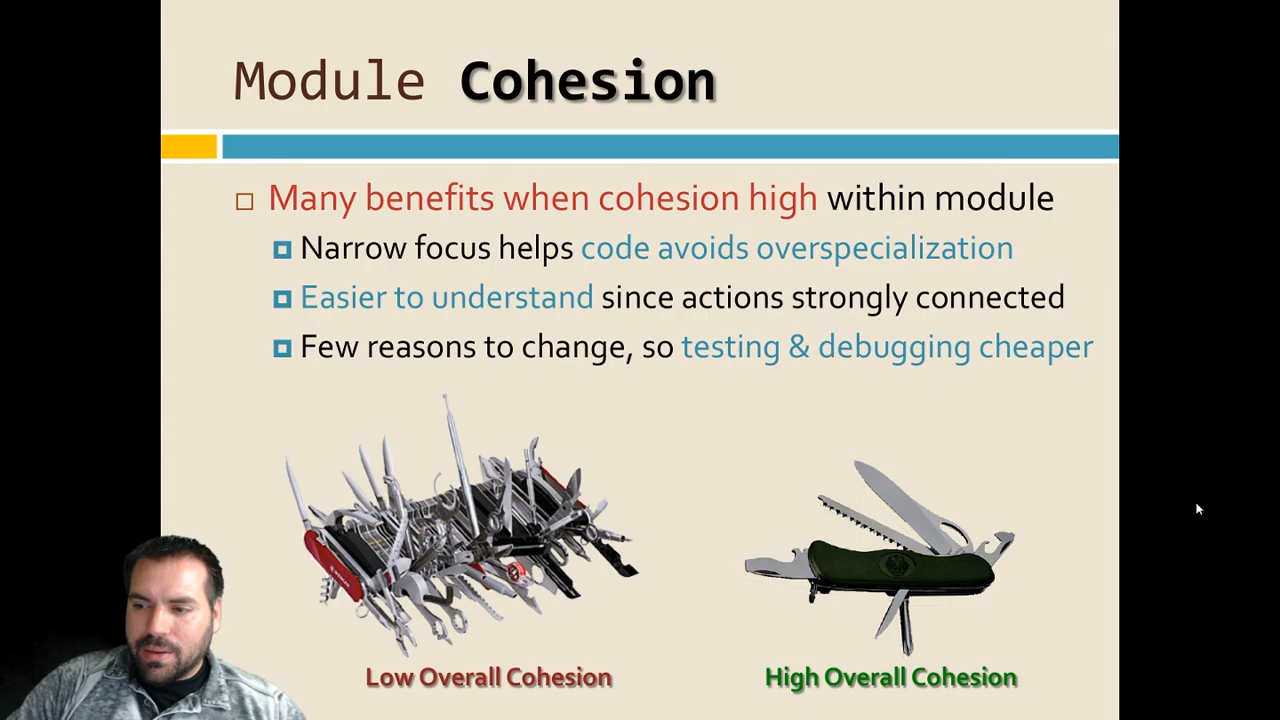 Module Cohesion
Many benefits when cohesion high within module
Narrow focus helps code avoids overspecialization
Easier to understand since actions strongly connected
Few reasons to change, so testing & debugging cheaper
Low Overall Cohesion
High Overall Cohesion